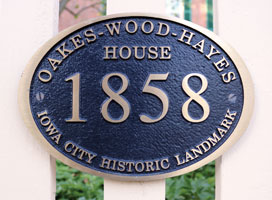 OAKES-WOOD-HAYES
HOUSE
1858
IOWA CITY HISTORIC LANDMARK